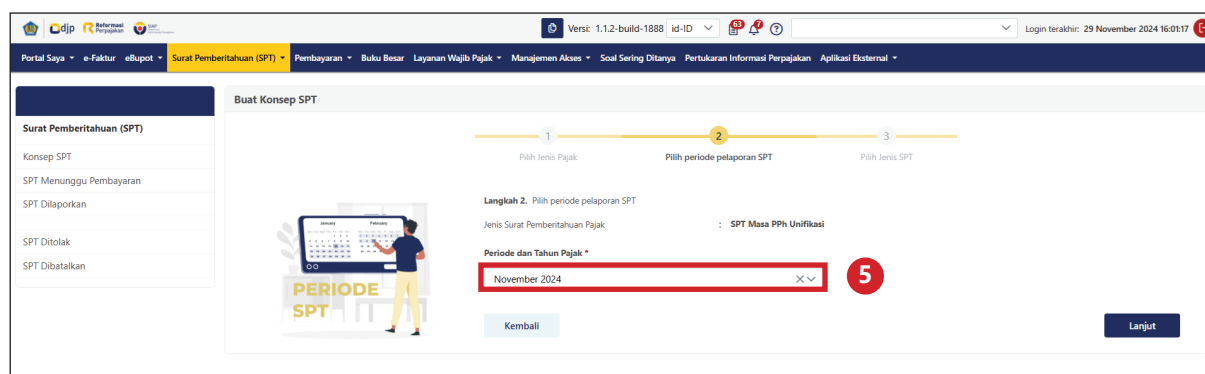 djp Reformasi Perpajakan SIAP Versi: 1.1.2-build-1888 id-ID 63 7 Login terakhir: 29 November 2024 16:01:17
Portal Saya e-Faktur eBupot Surat Pemberitahuan (SPT) Pembayaran Buku Besar Layanan Wajib Pajak Manajemen Akses Soal Sering Ditanya Pertukaran Informasi Perpajakan Aplikasi Eksternal
Surat Pemberitahuan (SPT)
Konsep SPT
SPT Menunggu Pembayaran
SPT Dilaporkan
SPT Ditolak
SPT Dibatalkan
Buat Konsep SPT
1 2 3
Pilih Jenis Pajak Pilih periode pelaporan SPT Pilih Jenis SPT
January February
PERIODE
SPT
Langkah 2. Pilih periode pelaporan SPT
Jenis Surat Pemberitahuan Pajak : SPT Masa PPh Unifikasi
Periode dan Tahun Pajak *
November 2024
5
Kembali Lanjut